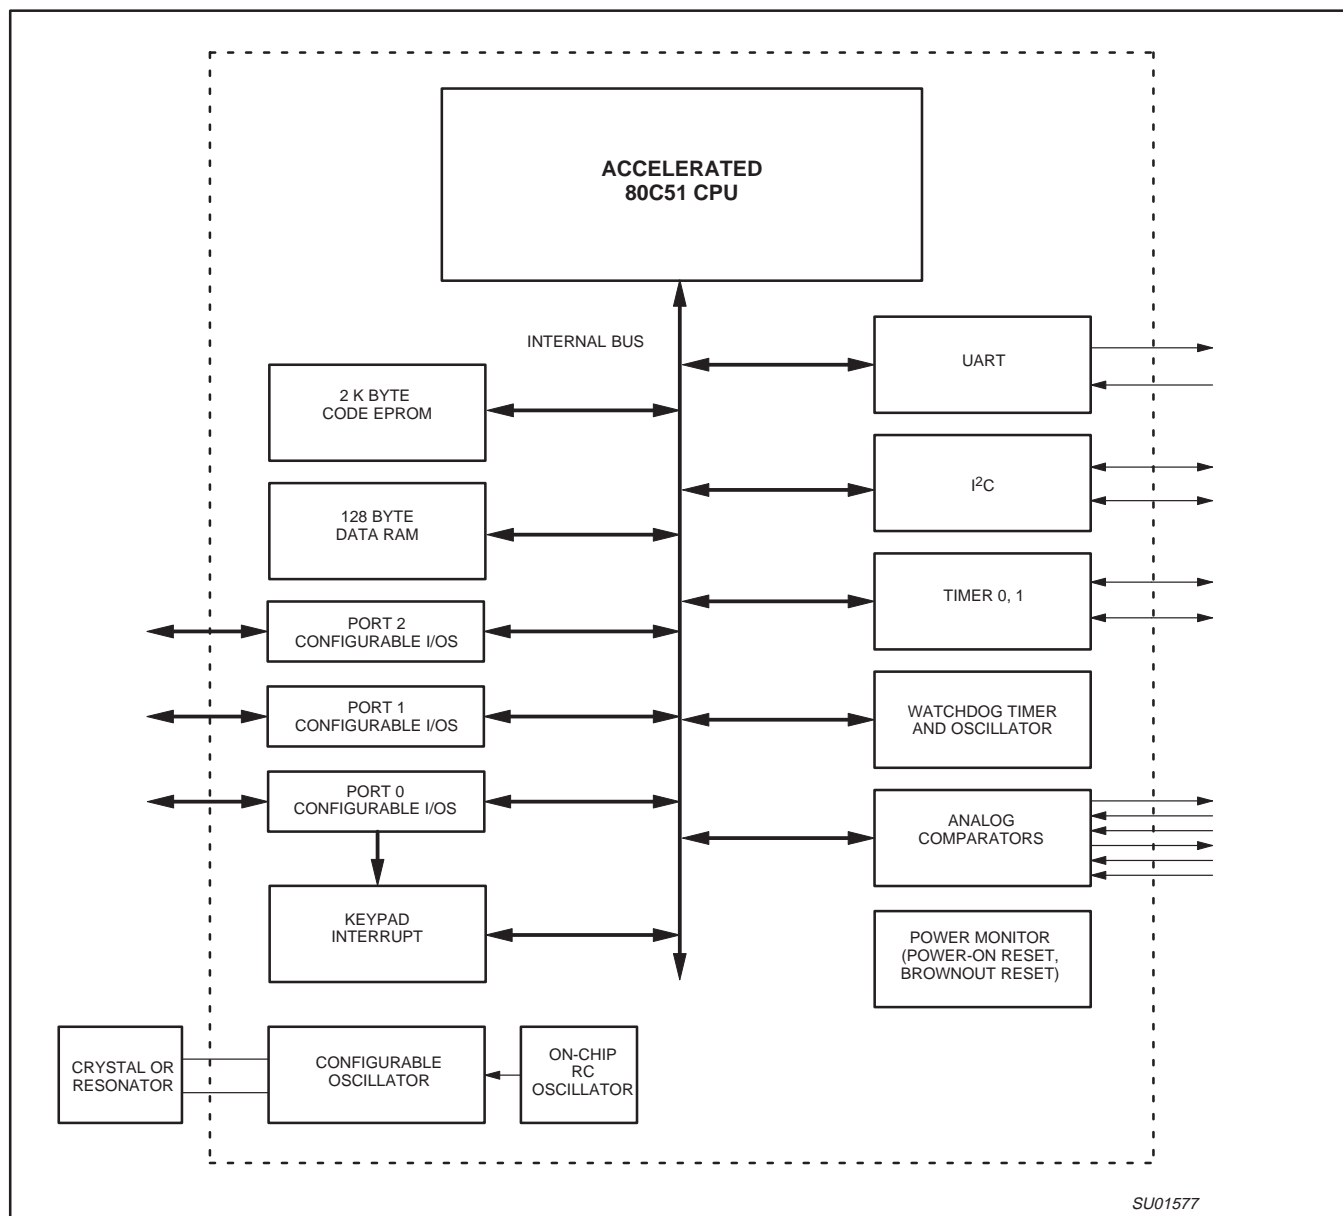 ACCELERATED
80C51 CPU
INTERNAL BUS
UART
2 K BYTE
CODE EPROM
I²C
128 BYTE
DATA RAM
TIMER 0, 1
PORT 2
CONFIGURABLE I/OS
PORT 1
CONFIGURABLE I/OS
WATCHDOG TIMER
AND OSCILLATOR
PORT 0
CONFIGURABLE I/OS
ANALOG
COMPARATORS
KEYPAD
INTERRUPT
POWER MONITOR
(POWER-ON RESET,
BROWNOUT RESET)
CRYSTAL OR
RESONATOR
CONFIGURABLE
OSCILLATOR
ON-CHIP
RC
OSCILLATOR
SU01577